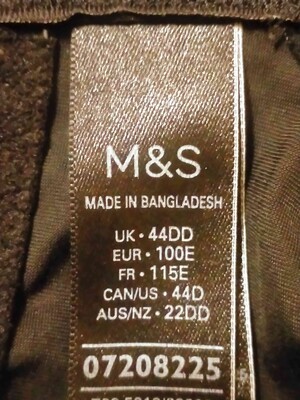 M&S
MADE IN BANGLADESH
UK • 44DD
EUR • 100E
FR • 115E
CAN/US • 44D
AUS/NZ • 22DD
07208225